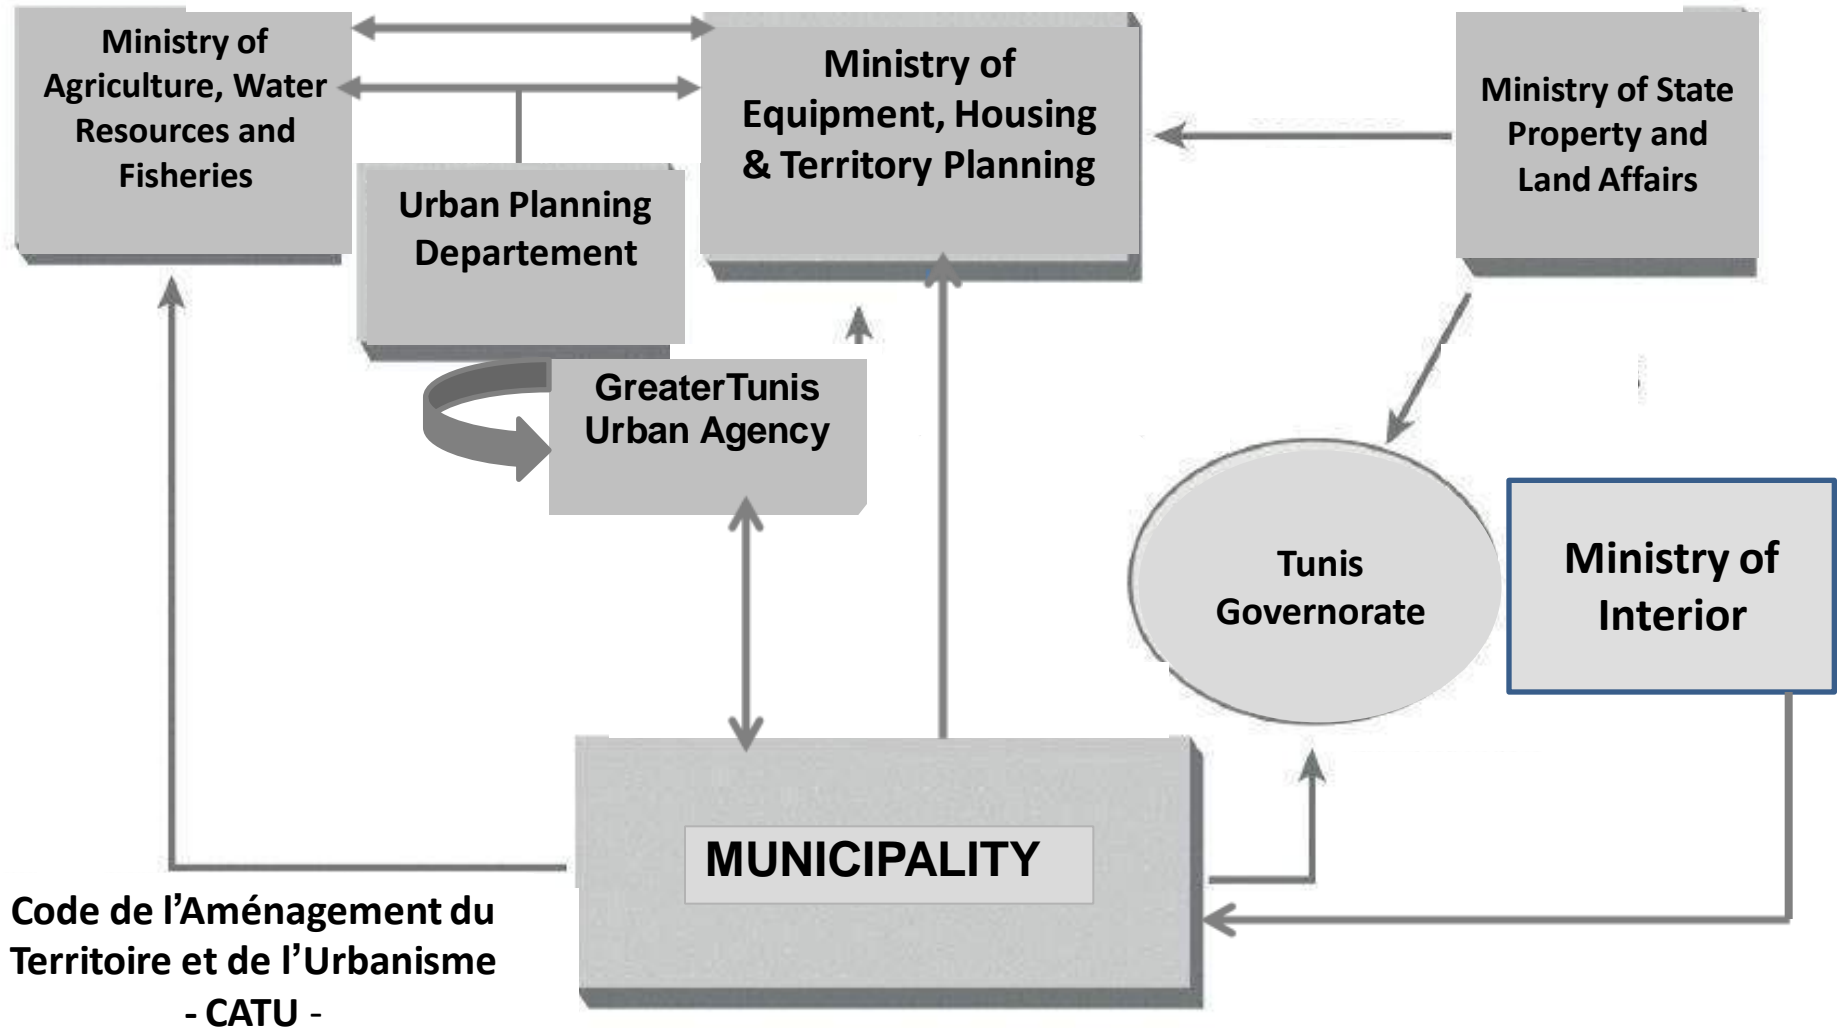 Ministry of
Agriculture, Water
Resources and
Fisheries
Ministry of
Equipment, Housing
& Territory Planning
Ministry of State
Property and
Land Affairs
Urban Planning
Departement
GreaterTunis
Urban Agency
Tunis
Governorate
Ministry of
Interior
MUNICIPALITY
Code de l’Aménagement du
Territoire et de l’Urbanisme
- CATU -